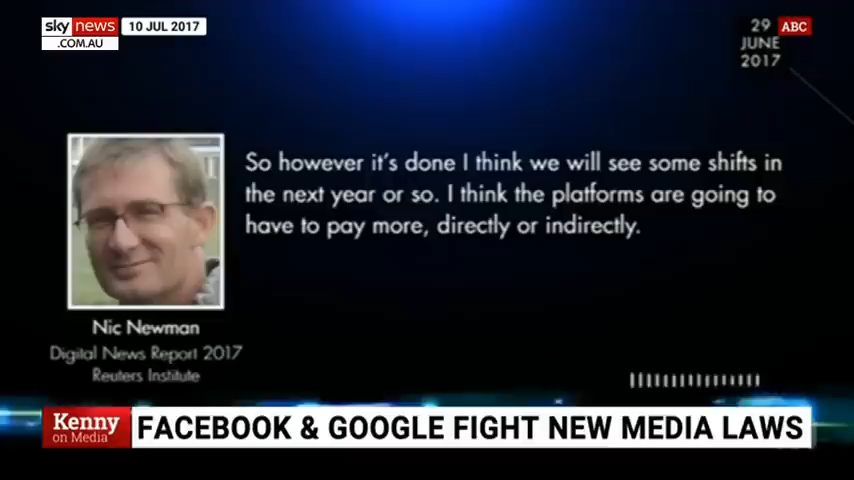 sky news
.COM.AU
10 JUL 2017
29
JUNE
2017
ABC
So however it's done I think we will see some shifts in
the next year or so. I think the platforms are going to
have to pay more, directly or indirectly.
Nic Newman
Digital News Report 2017
Reuters Institute
Kenny
on Media
FACEBOOK & GOOGLE FIGHT NEW MEDIA LAWS